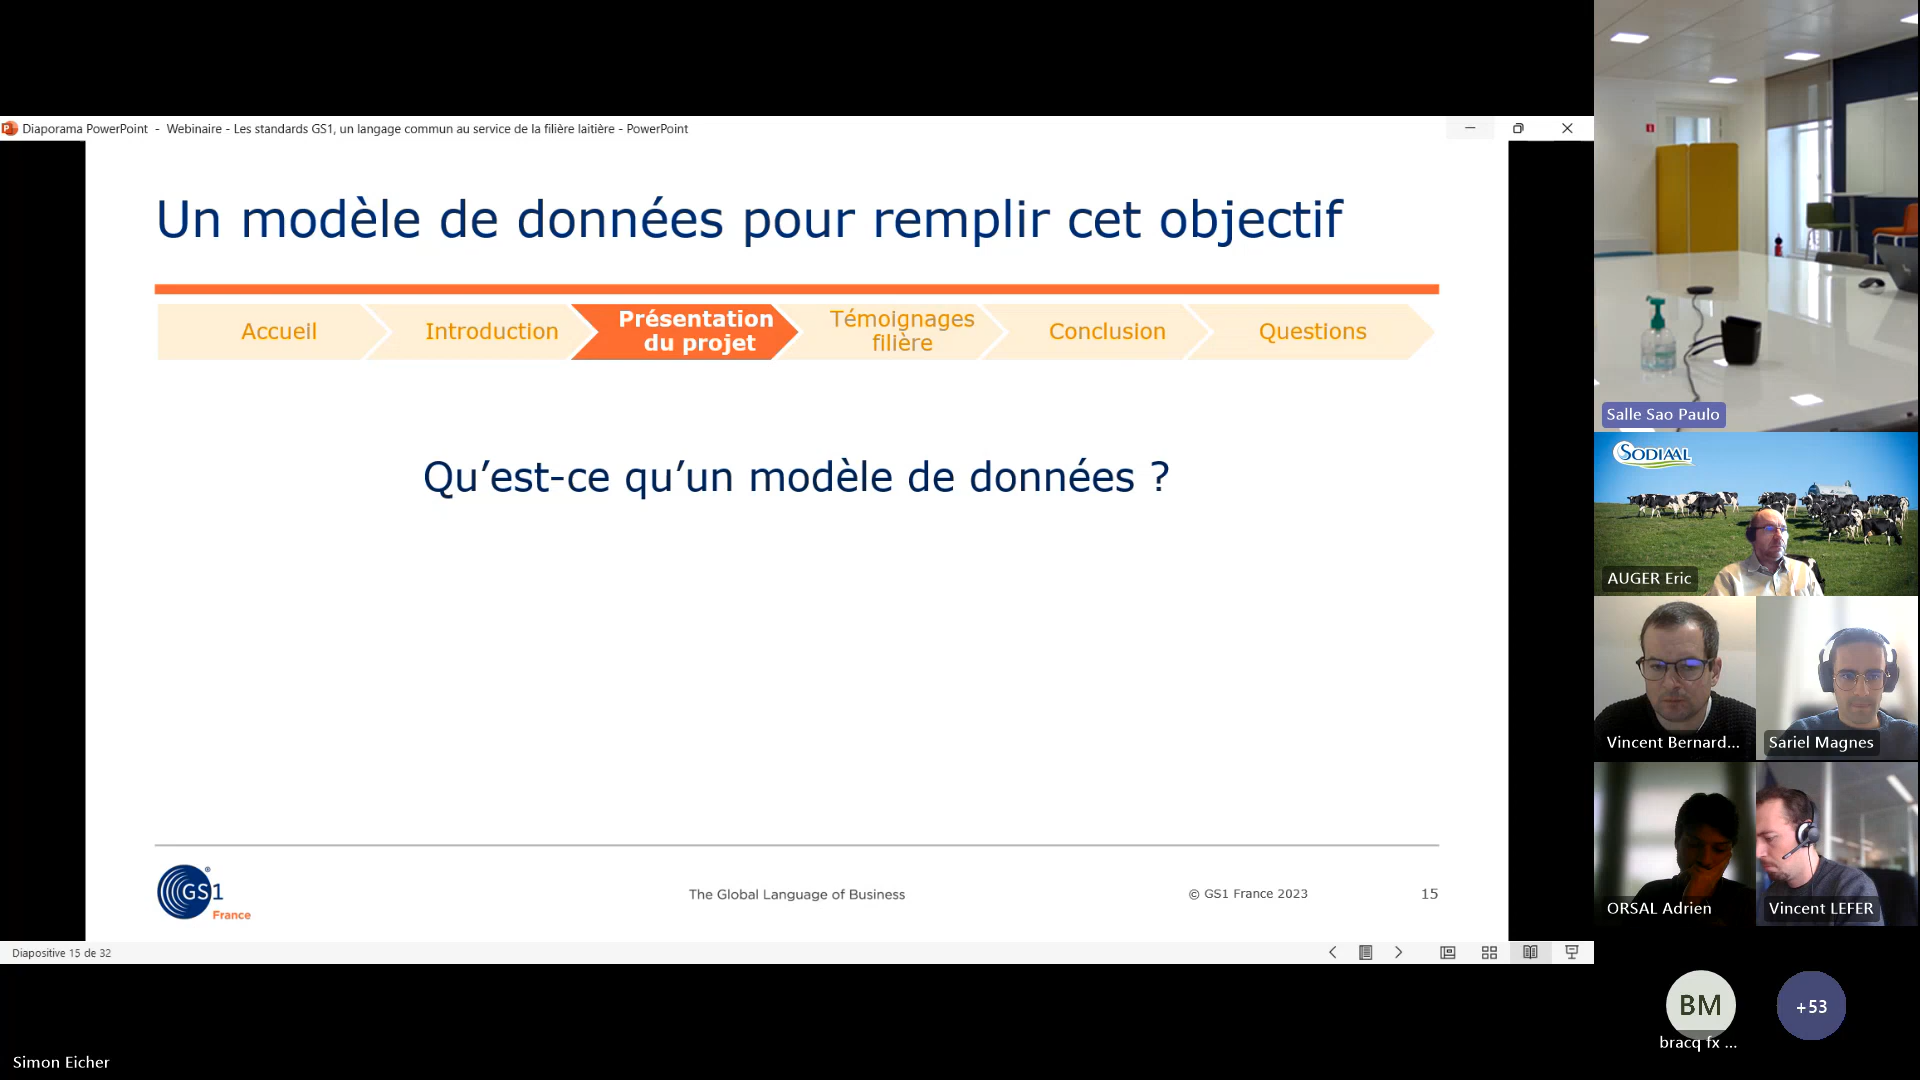 Diaporama PowerPoint - Webinaire - Les standards GS1, un langage commun au service de la filière laitière - PowerPoint
Un modèle de données pour remplir cet objectif
Accueil
Introduction
Présentation
du projet
Témoignages
filière
Conclusion
Questions
Qu’est-ce qu’un modèle de données ?
GS1
France
The Global Language of Business
© GS1 France 2023
15
Diapositive 15 de 32
Simon Eicher
Salle Sao Paulo
SODIAAL
AUGER Eric
Vincent Bernard...
Sariel Magnes
ORSAL Adrien
Vincent LEFER
BM
bracq fx ...
+53